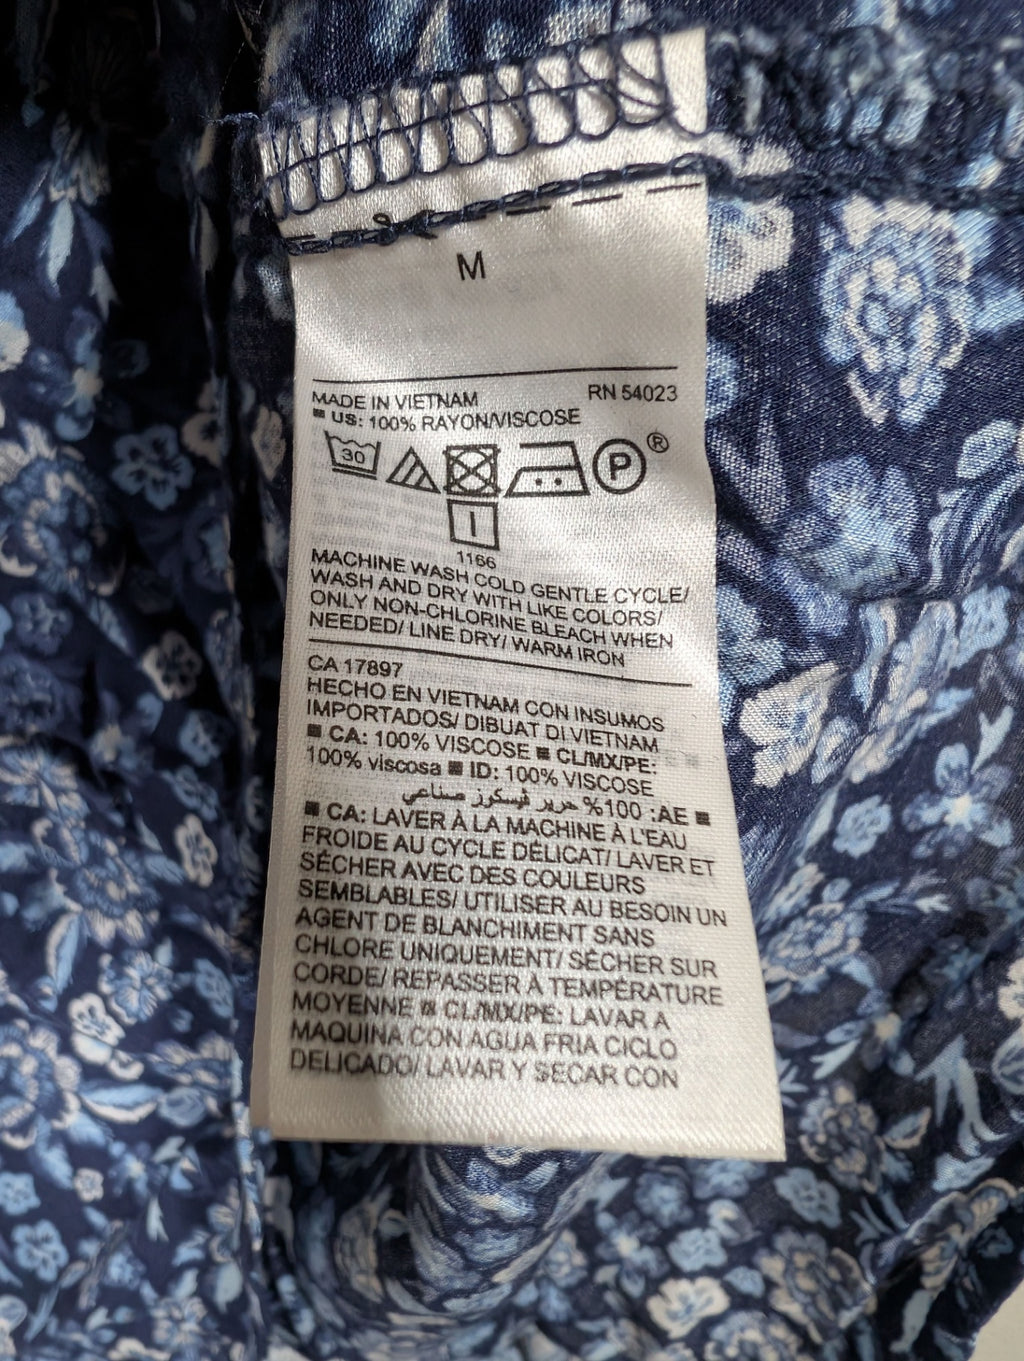 M
MADE IN VIETNAM RN 54023
■ US: 100% RAYON/VISCOSE
30 P ®
1166
MACHINE WASH COLD GENTLE CYCLE/
WASH AND DRY WITH LIKE COLORS/
ONLY NON-CHLORINE BLEACH WHEN
NEEDED/ LINE DRY/ WARM IRON
CA 17897
HECHO EN VIETNAM CON INSUMOS
IMPORTADOS/ DIBUAT DI VIETNAM
■ CA: 100% VISCOSE ■ CL/MX/PE:
100% viscosa ■ ID: 100% VISCOSE
■ AE: 100% حرير فسكوز صناعي
■ CA: LAVER À LA MACHINE À L'EAU
FROIDE AU CYCLE DÉLICAT/ LAVER ET
SÉCHER AVEC DES COULEURS
SEMBLABLES/ UTILISER AU BESOIN UN
AGENT DE BLANCHIMENT SANS
CHLORE UNIQUEMENT/ SÉCHER SUR
CORDE/ REPASSER À TEMPÉRATURE
MOYENNE ■ CL/MX/PE: LAVAR A
MAQUINA CON AGUA FRIA CICLO
DELICADO/ LAVAR Y SECAR CON